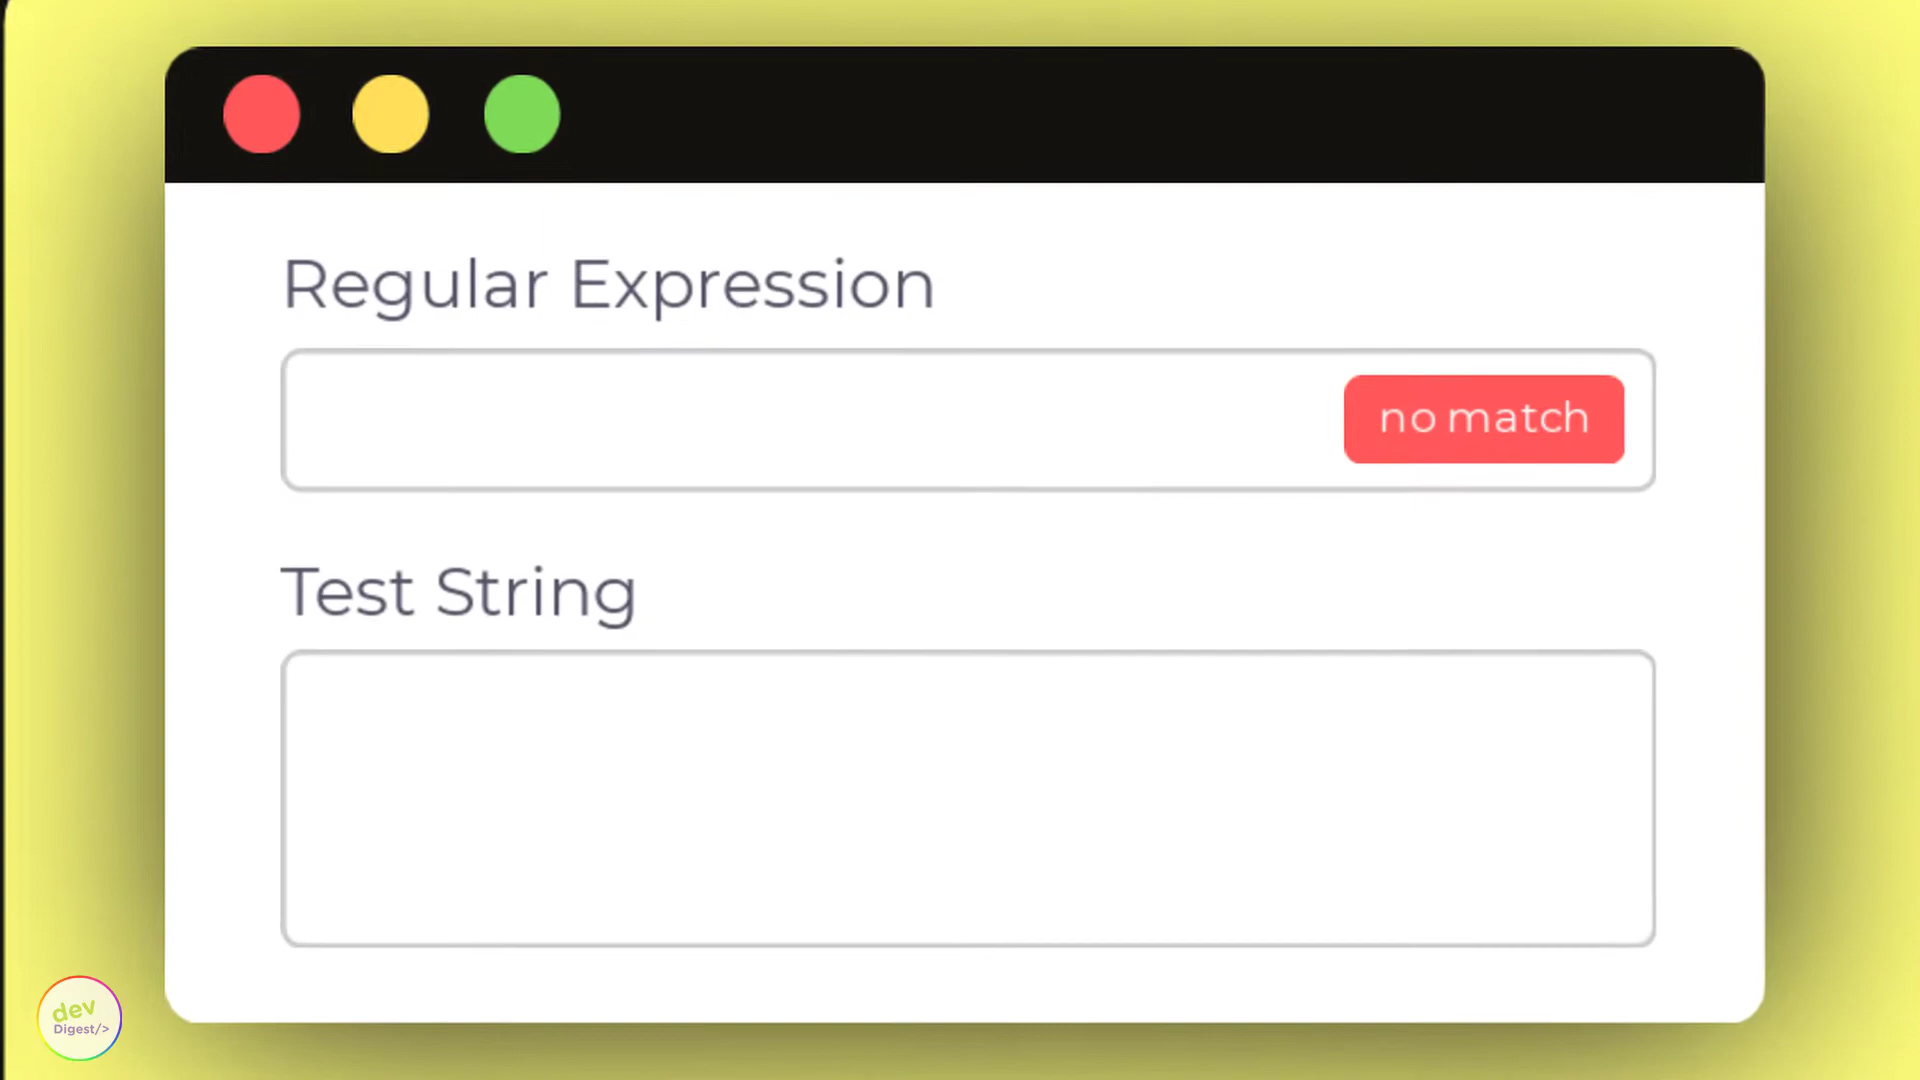 Regular Expression
no match
Test String
dev
Digest/>